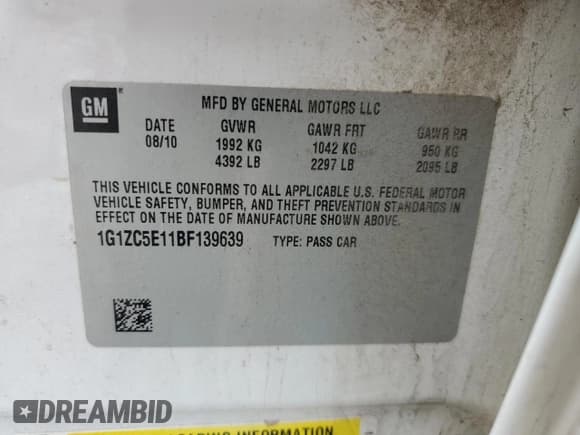 GM
MFD BY GENERAL MOTORS LLC
DATE GVWR GAWR FRT GAWR RR
08/10 1992 KG 1042 KG 950 KG
4392 LB 2297 LB 2095 LB
THIS VEHICLE CONFORMS TO ALL APPLICABLE U.S. FEDERAL MOTOR
VEHICLE SAFETY, BUMPER, AND THEFT PREVENTION STANDARDS IN
EFFECT ON THE DATE OF MANUFACTURE SHOWN ABOVE.
1G1ZC5E11BF139639 TYPE: PASS CAR
DREAMBID
INFORMATION